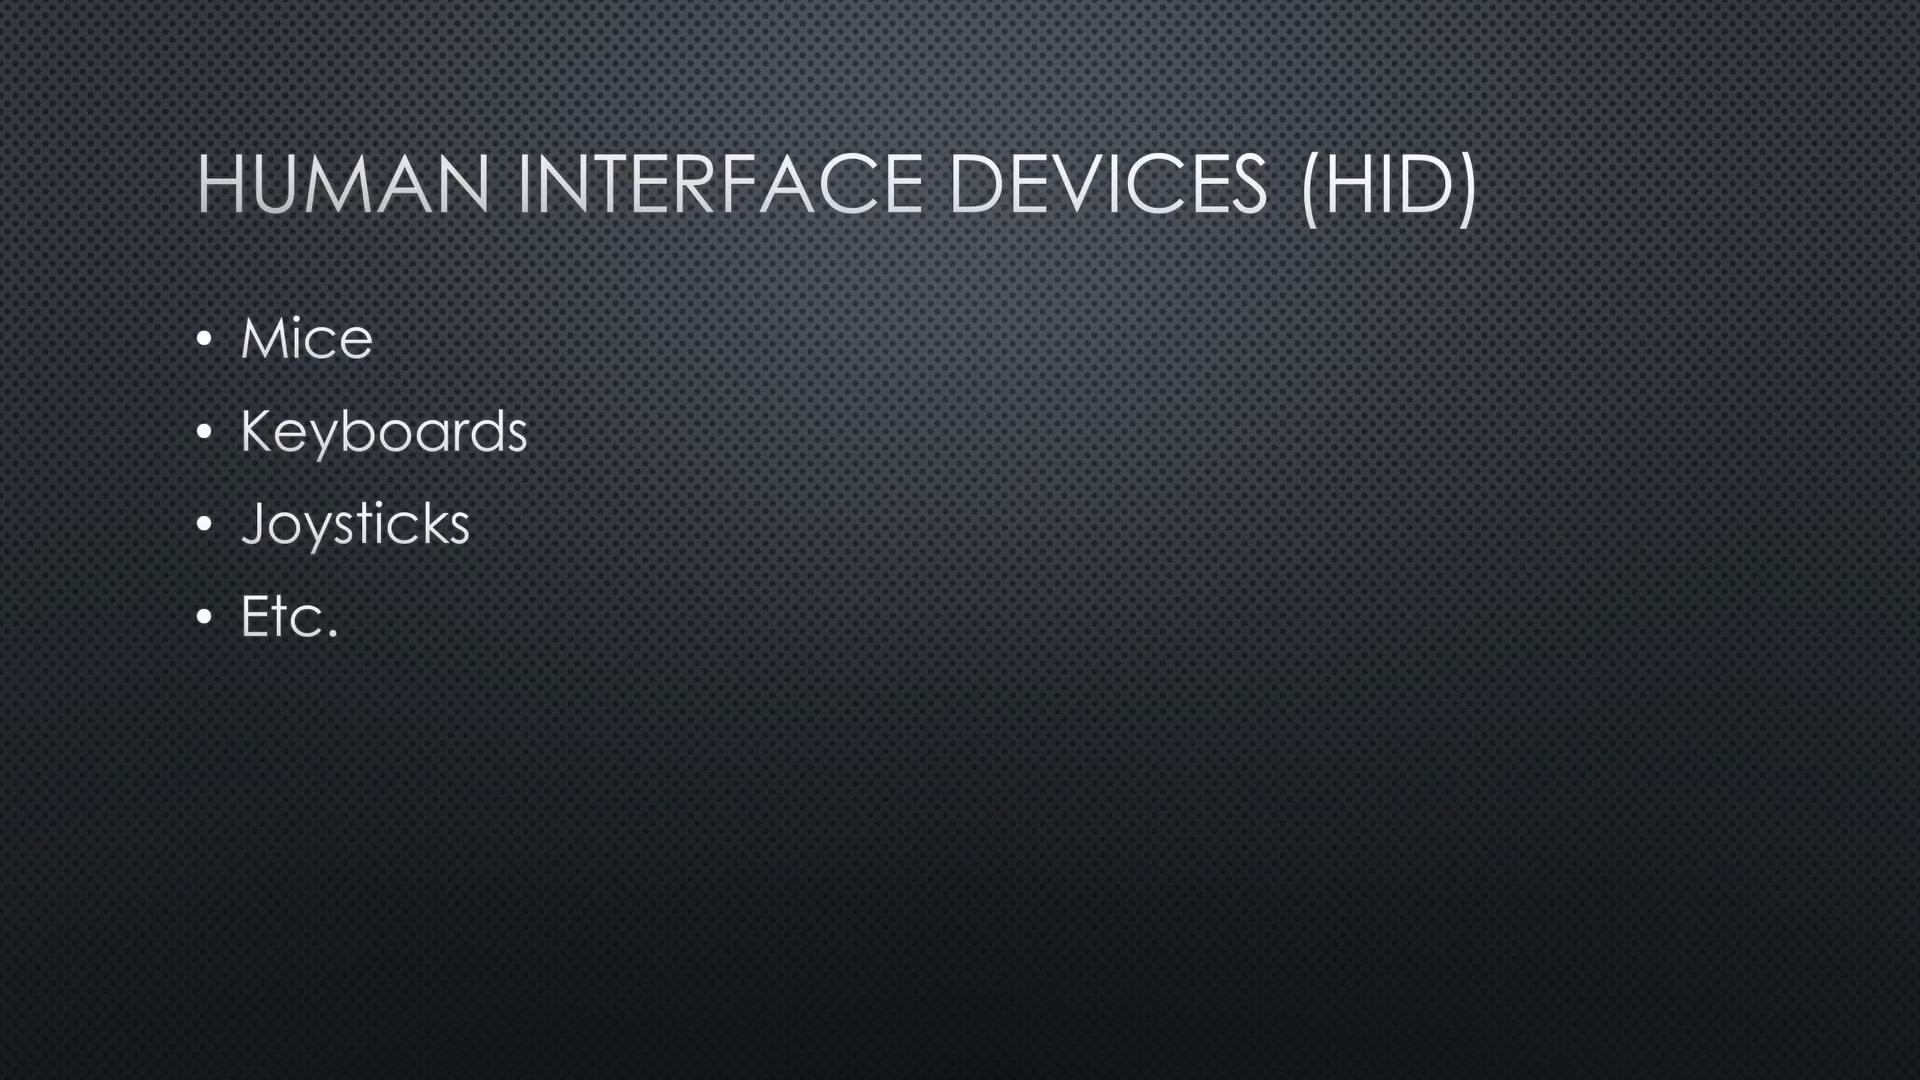 HUMAN INTERFACE DEVICES (HID)
• Mice
• Keyboards
• Joysticks
• Etc.